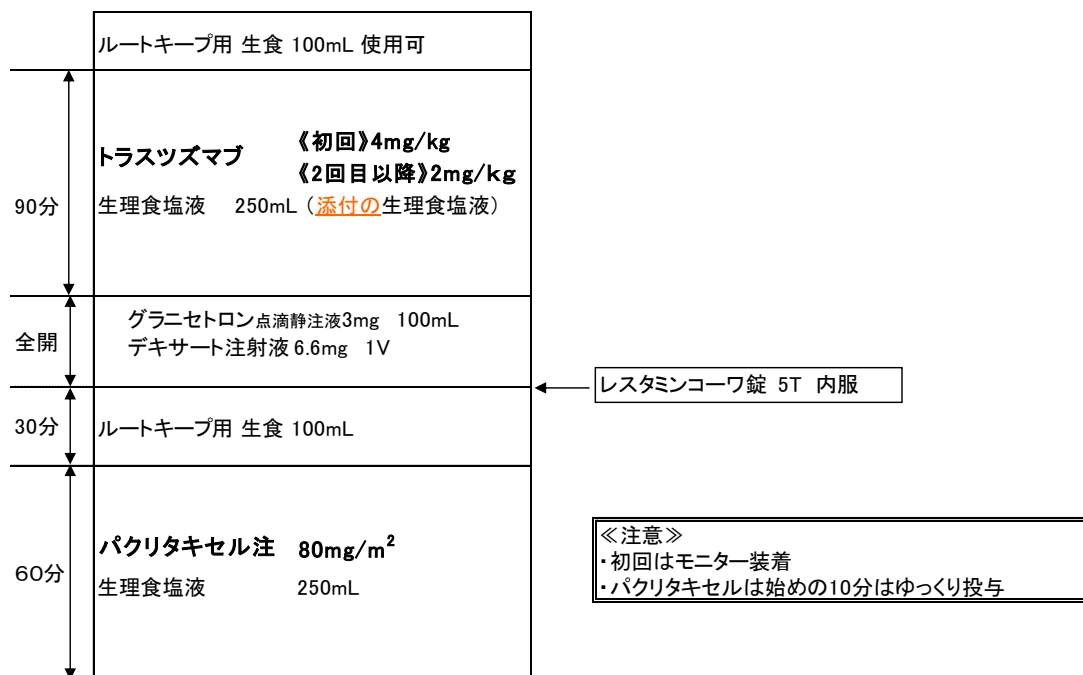 ルートキープ用 生食 100mL 使用可
90分
トラスツズマブ 《初回》4mg/kg
《2回目以降》2mg/kg
生理食塩液 250mL (添付の生理食塩液)
全開
グラニセトロン点滴静注液3mg 100mL
デキサート注射液 6.6mg 1V
レスタミンコーワ錠 5T 内服
30分
ルートキープ用 生食 100mL
60分
パクリタキセル注 80mg/m²
生理食塩液 250mL
≪注意≫
・初回はモニター装着
・パクリタキセルは始めの10分はゆっくり投与